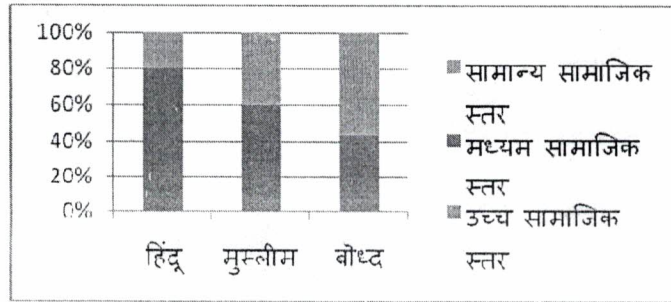 100%
80%
60%
40%
20%
0%
हिंदू मुस्लीम बोध्द
सामान्य सामाजिक
स्तर
मध्यम सामाजिक
स्तर
उच्च सामाजिक
स्तर